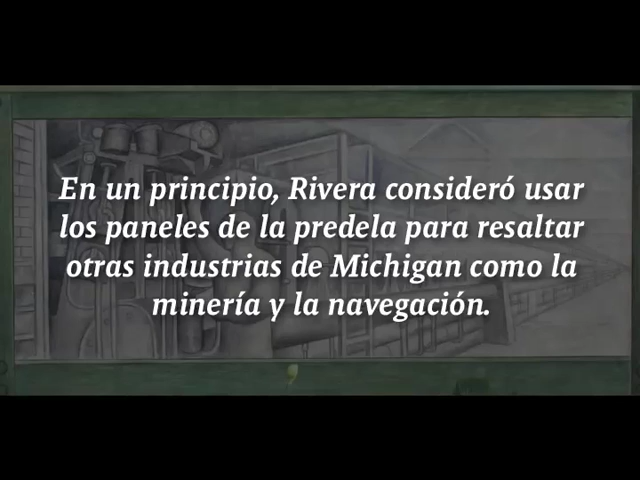 En un principio, Rivera consideró usar
los paneles de la predela para resaltar
otras industrias de Michigan como la
minería y la navegación.